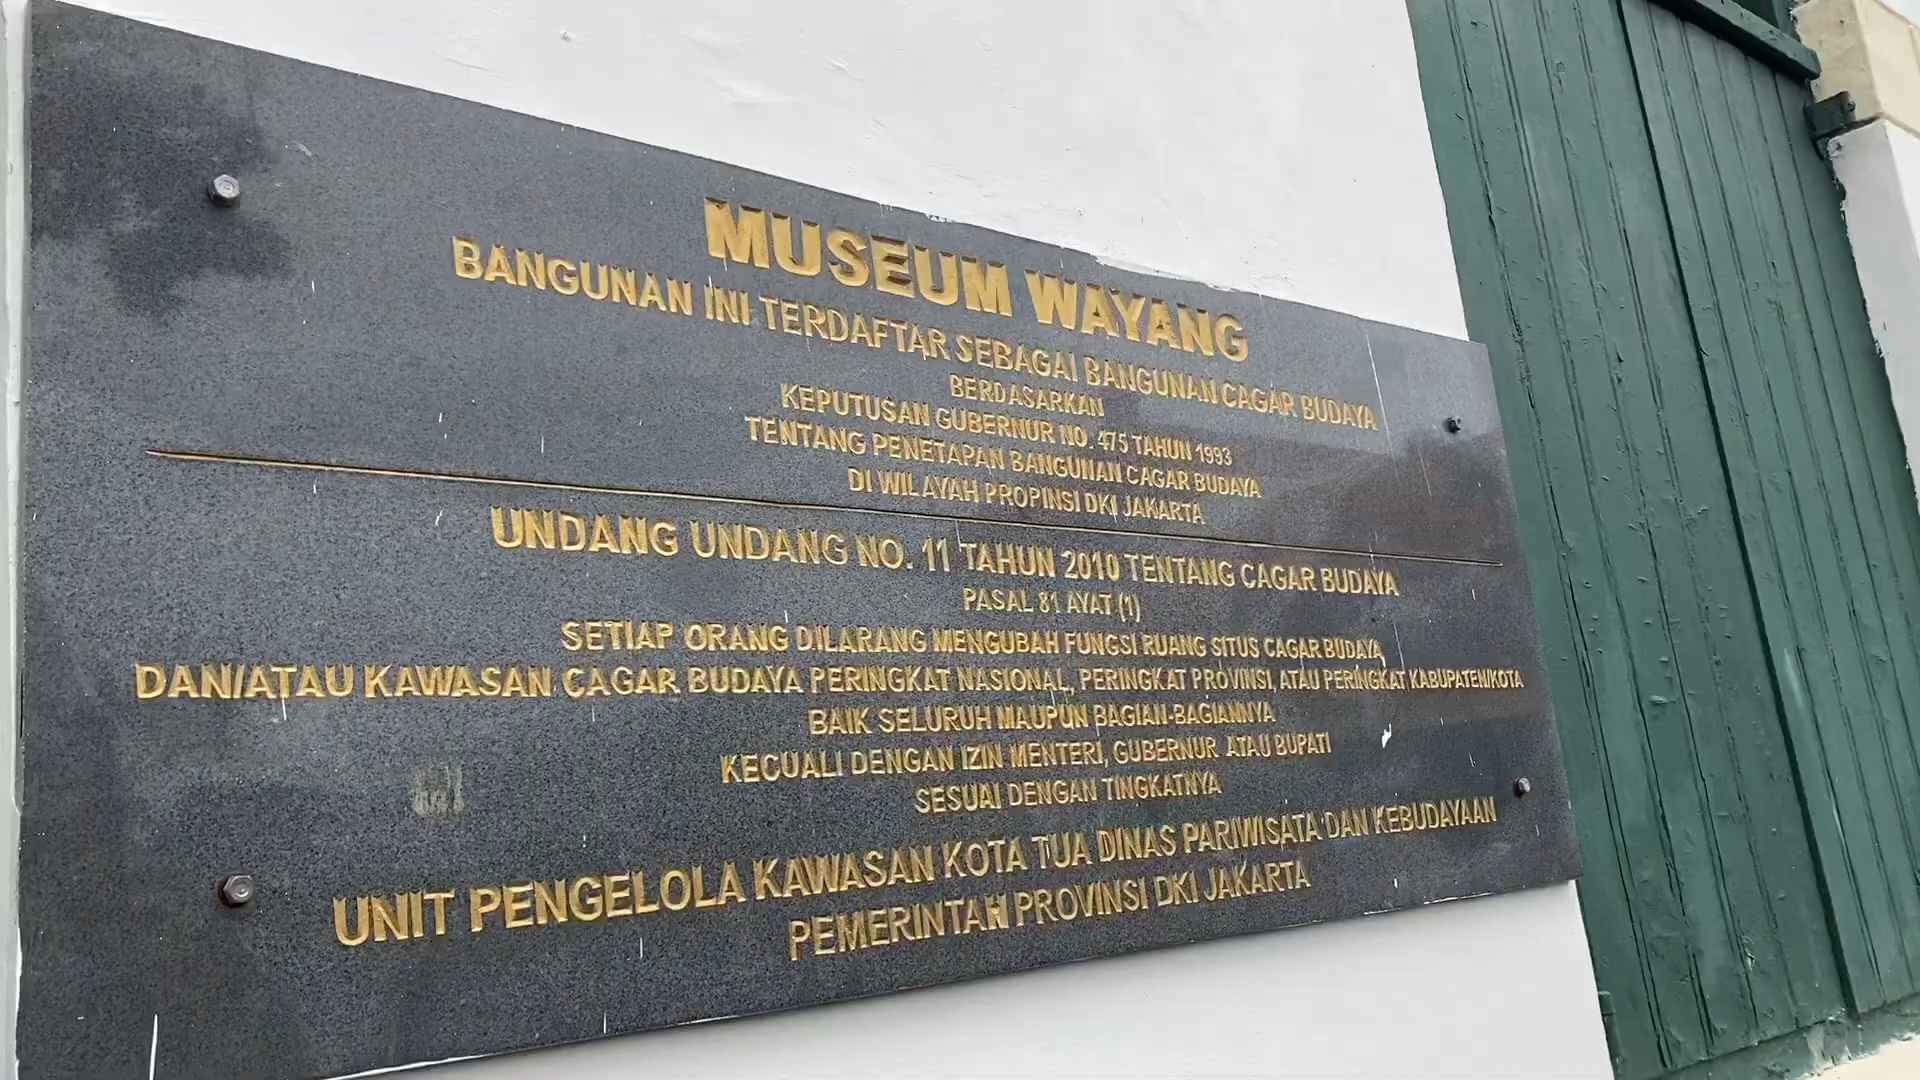 MUSEUM WAYANG
BANGUNAN INI TERDAFTAR SEBAGAI BANGUNAN CAGAR BUDAYA
BERDASARKAN
KEPUTUSAN GUBERNUR NO. 475 TAHUN 1993
TENTANG PENETAPAN BANGUNAN CAGAR BUDAYA
DI WILAYAH PROPINSI DKI JAKARTA
UNDANG UNDANG NO. 11 TAHUN 2010 TENTANG CAGAR BUDAYA
PASAL 81 AYAT (1)
SETIAP ORANG DILARANG MENGUBAH FUNGSI RUANG SITUS CAGAR BUDAYA,
DAN/ATAU KAWASAN CAGAR BUDAYA PERINGKAT NASIONAL, PERINGKAT PROVINSI, ATAU PERINGKAT KABUPATEN/KOTA
BAIK SELURUH MAUPUN BAGIAN-BAGIANNYA
KECUALI DENGAN IZIN MENTERI, GUBERNUR ATAU BUPATI
SESUAI DENGAN TINGKATNYA
UNIT PENGELOLA KAWASAN KOTA TUA DINAS PARIWISATA DAN KEBUDAYAAN
PEMERINTAH PROVINSI DKI JAKARTA